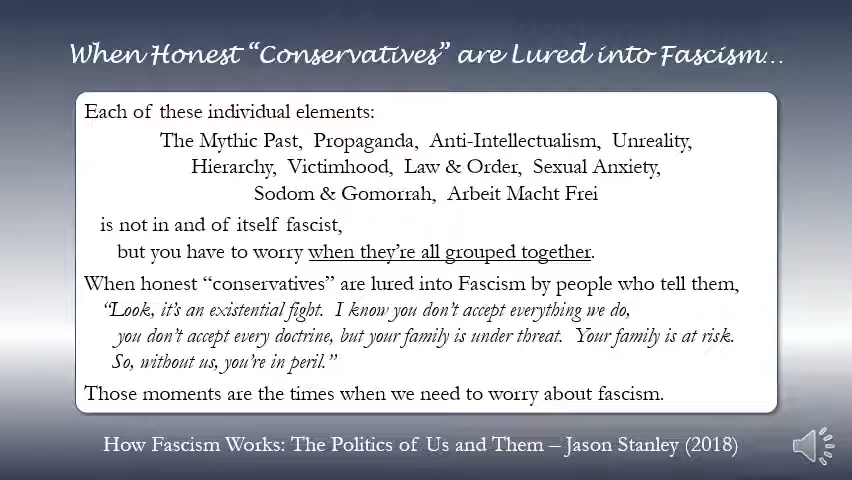 When Honest “Conservatives” are Lured into Fascism…
Each of these individual elements:
The Mythic Past, Propaganda, Anti-Intellectualism, Unreality,
Hierarchy, Victimhood, Law & Order, Sexual Anxiety,
Sodom & Gomorrah, Arbeit Macht Frei
is not in and of itself fascist,
but you have to worry when they’re all grouped together.
When honest “conservatives” are lured into Fascism by people who tell them,
“Look, it’s an existential fight. I know you don’t accept everything we do,
you don’t accept every doctrine, but your family is under threat. Your family is at risk.
So, without us, you’re in peril.”
Those moments are the times when we need to worry about fascism.
How Fascism Works: The Politics of Us and Them – Jason Stanley (2018)